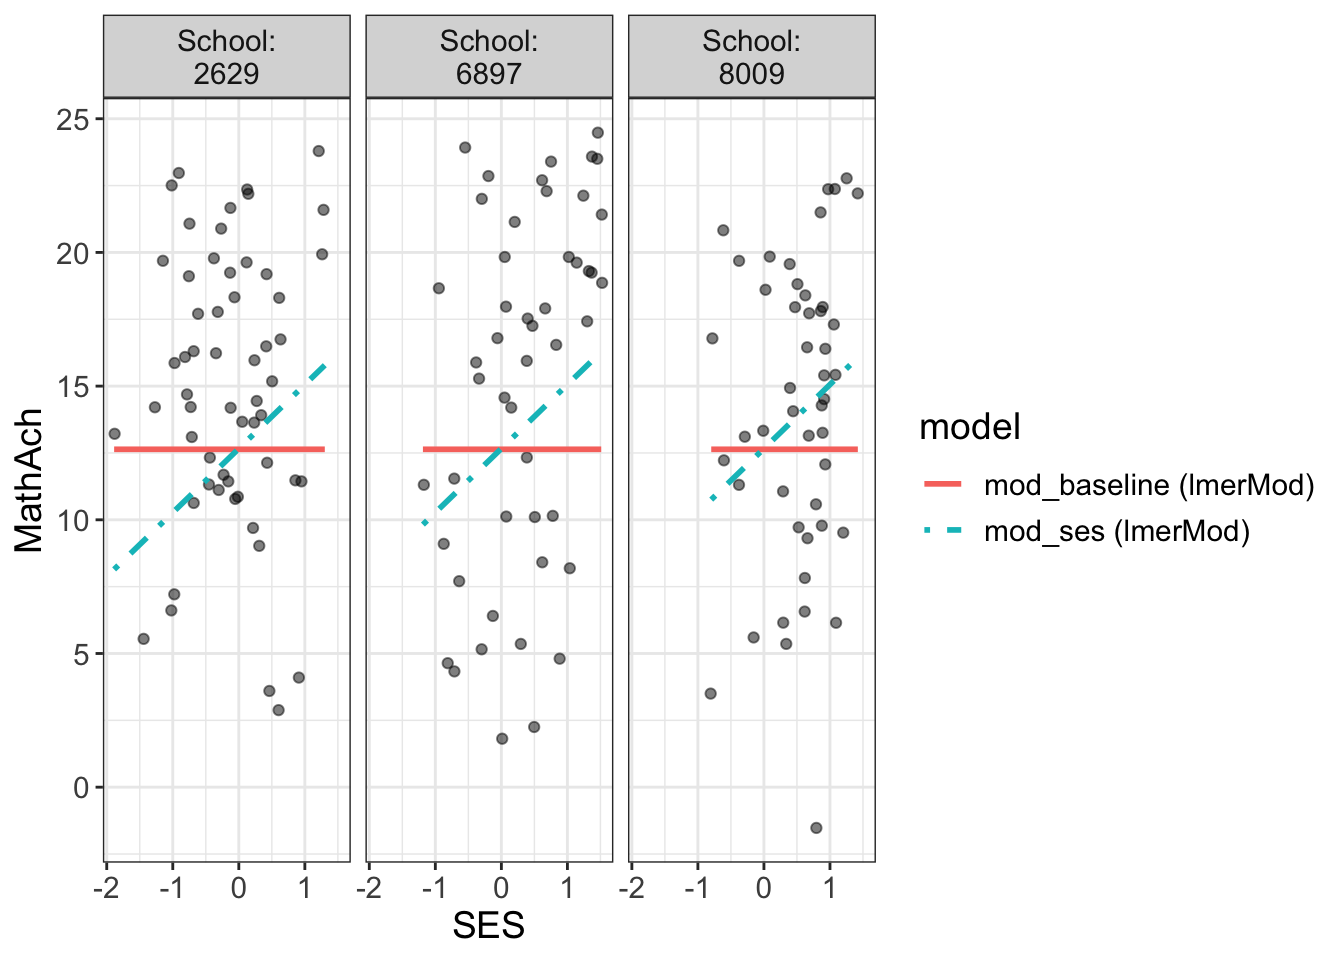 School:
2629
School:
6897
School:
8009
25
20
15
10
5
0
MathAch
-2 -1 0 1 -2 -1 0 1 -2 -1 0 1
SES
model
mod_baseline (lmerMod)
mod_ses (lmerMod)